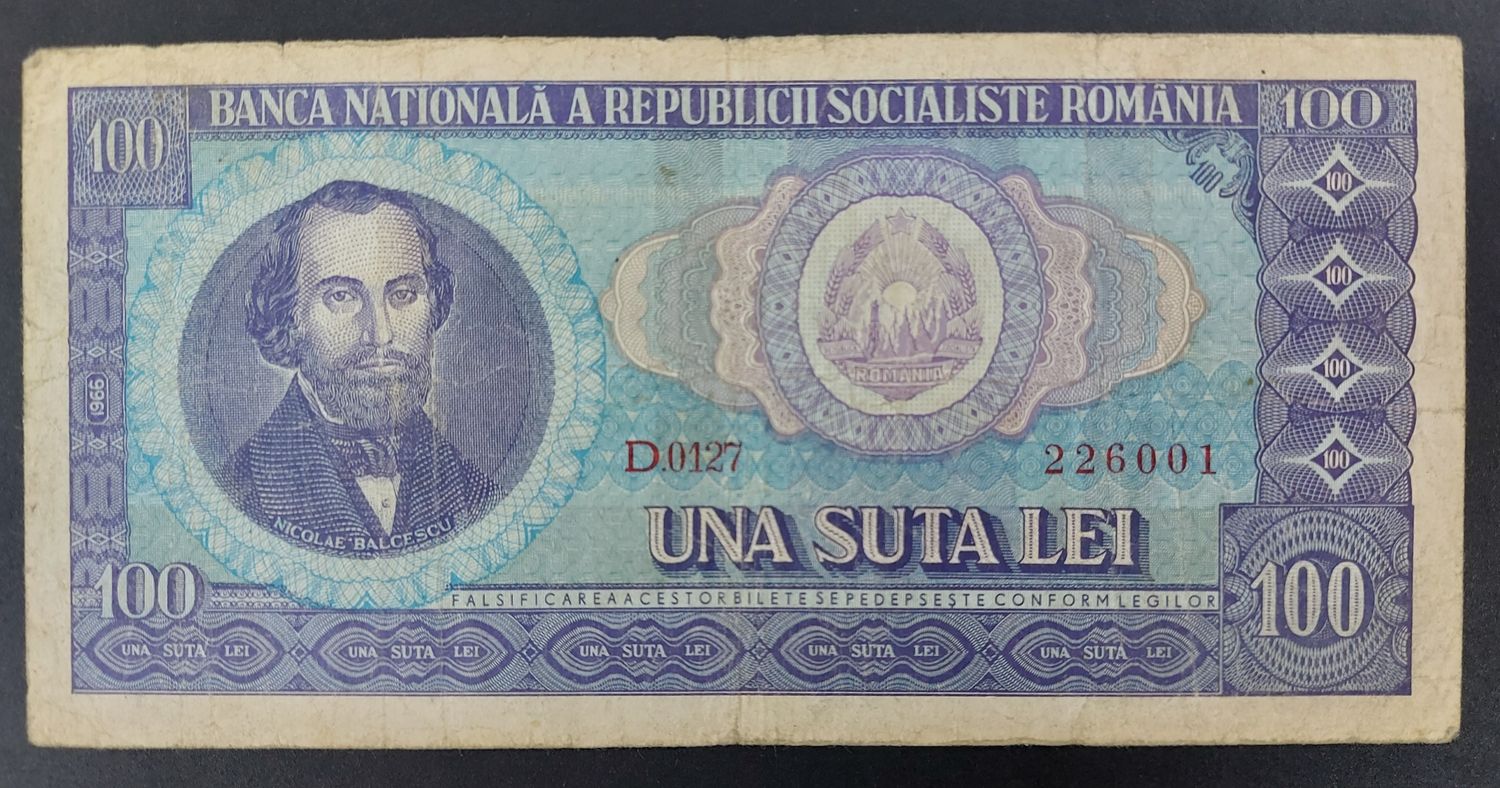 BANCA NAȚIONALĂ A REPUBLICII SOCIALISTE ROMÂNIA
100
100
100
100
100
100
100
1966
ROMANIA
D.0127
226001
NICOLAE BALCESCU
UNA SUTA LEI
100
100
FALSIFICAREA ACESTOR BILETE SE PEDEPSEȘTE CONFORM LEGILOR
UNA SUTA LEI UNA SUTA LEI UNA SUTA LEI UNA SUTA LEI UNA SUTA LEI